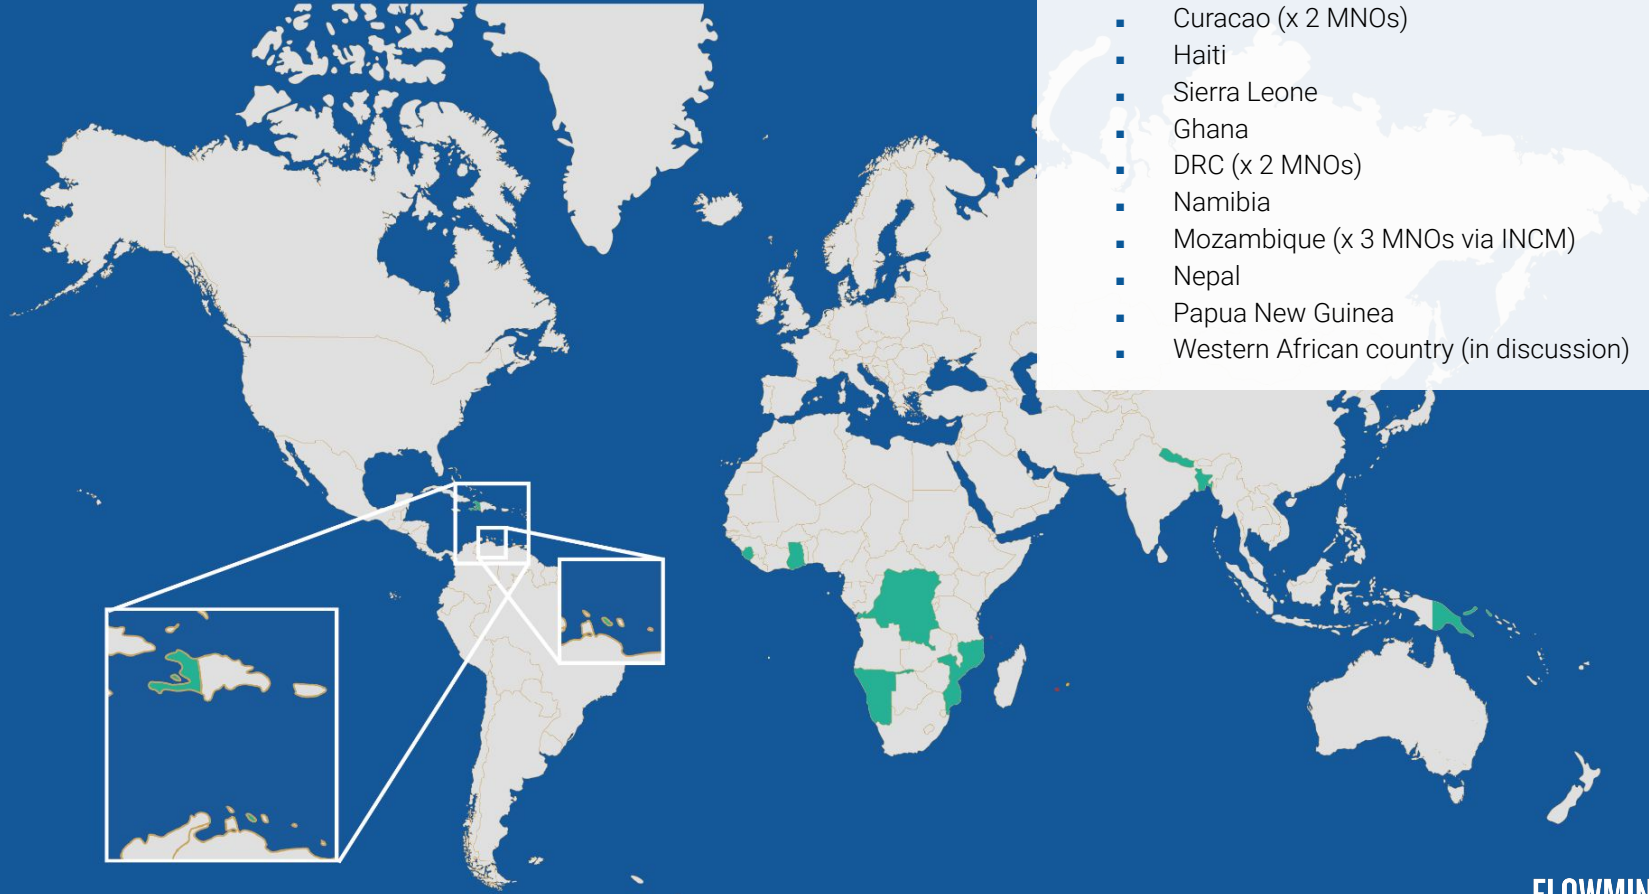 ▪ Curacao (x 2 MNOs)
▪ Haiti
▪ Sierra Leone
▪ Ghana
▪ DRC (x 2 MNOs)
▪ Namibia
▪ Mozambique (x 3 MNOs via INCM)
▪ Nepal
▪ Papua New Guinea
▪ Western African country (in discussion)